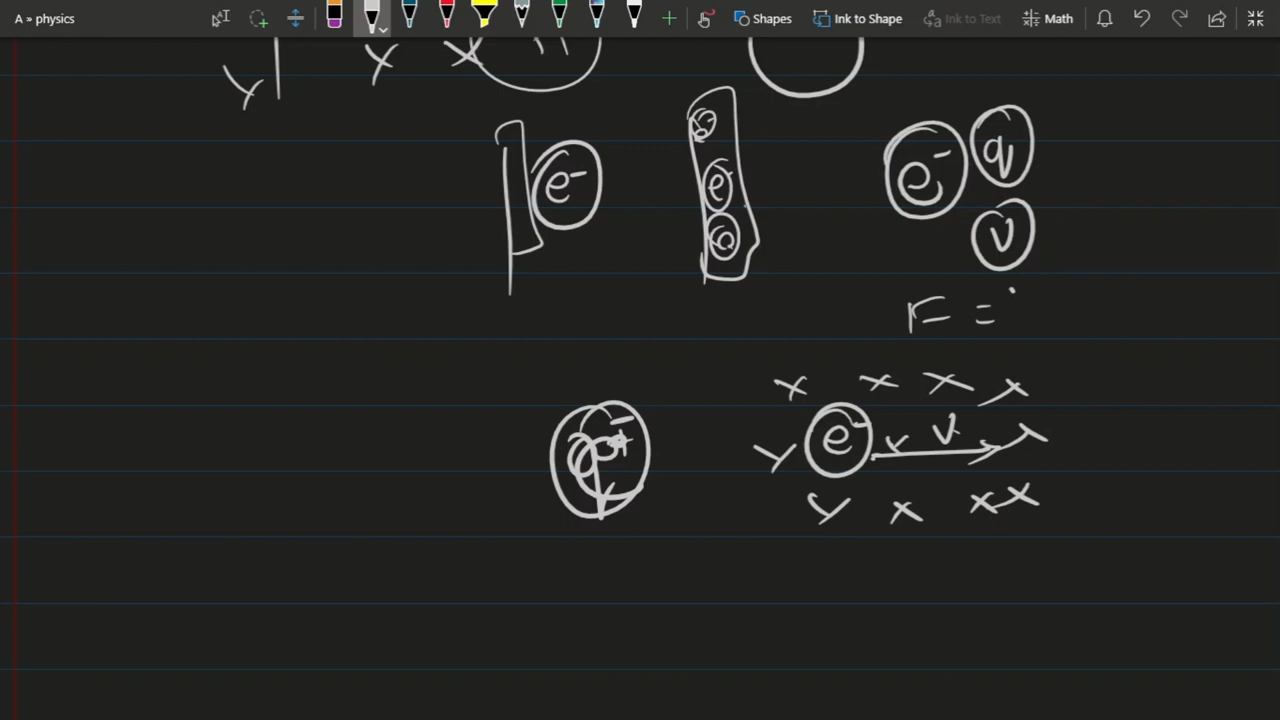 A » physics
Shapes Ink to Shape Ink to Text Math
y x x
e⁻ e e⁻ q
v
F =
x x x x
y e⁻ x v x
y x x x